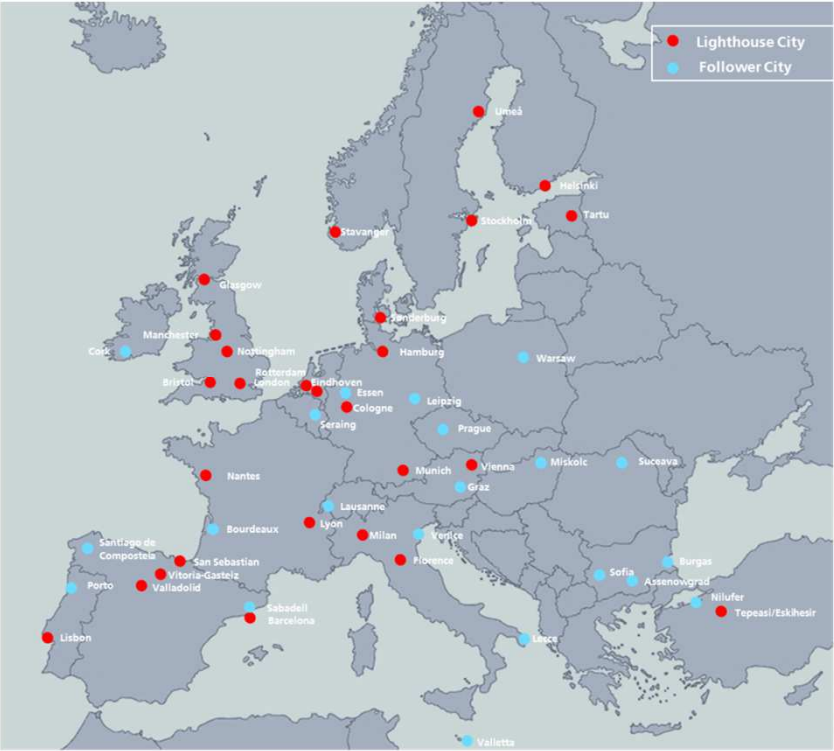 Lighthouse City
Follower City
Umeå
Helsinki
Tartu
Stockholm
Stavanger
Glasgow
Sønderburg
Manchester
Cork
Nottingham
Hamburg
Warsaw
Rotterdam
Bristol
London
Eindhoven
Essen
Leipzig
Cologne
Seraing
Prague
Munich
Vienna
Miskolc
Suceava
Nantes
Graz
Lausanne
Lyon
Bourdeaux
Milan
Venice
Santiago de
Compostela
San Sebastian
Florence
Burgas
Vitoria-Gasteiz
Sofia
Assenowgrad
Porto
Valladolid
Nilufer
Sabadell
Tepeasi/Eskihesir
Barcelona
Lisbon
Lecce
Valletta